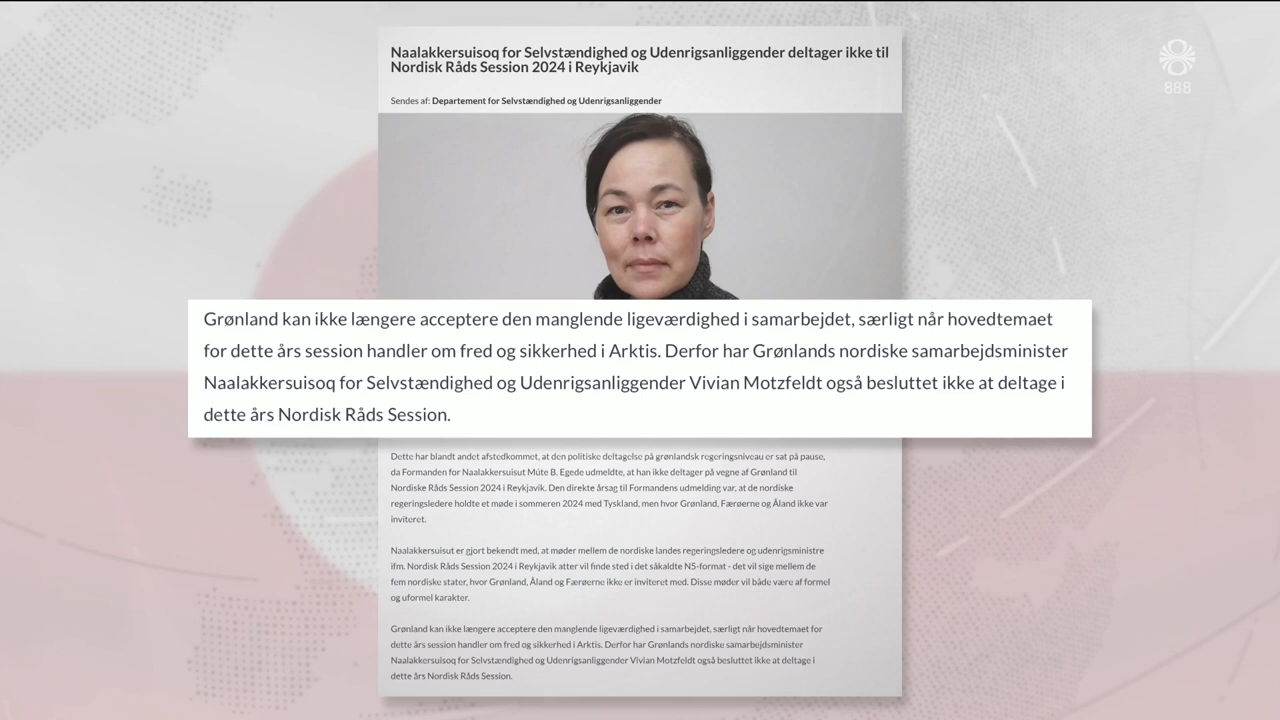 Naalakkersuisoq for Selvstændighed og Udenrigsanliggender deltager ikke til
Nordisk Råds Session 2024 i Reykjavik
Sendes af: Departement for Selvstændighed og Udenrigsanliggender
888
Grønland kan ikke længere acceptere den manglende ligeværdighed i samarbejdet, særligt når hovedtemaet
for dette års session handler om fred og sikkerhed i Arktis. Derfor har Grønlands nordiske samarbejdsminister
Naalakkersuisoq for Selvstændighed og Udenrigsanliggender Vivian Motzfeldt også besluttet ikke at deltage i
dette års Nordisk Råds Session.
Dette har blandt andet afstedkommet, at den politiske deltagelse på grønlandsk regeringsniveau er sat på pause,
da Formanden for Naalakkersuisut Múte B. Egede udmeldte, at han ikke deltager på vegne af Grønland til
Nordiske Råds Session 2024 i Reykjavik. Den direkte årsag til Formandens udmelding var, at de nordiske
regeringsledere holdte et møde i sommeren 2024 med Tyskland, men hvor Grønland, Færøerne og Åland ikke var
inviteret.
Naalakkersuisut er gjort bekendt med, at møder mellem de nordiske landes regeringsledere og udenrigsministre
ifm. Nordisk Råds Session 2024 i Reykjavik atter vil finde sted i det såkaldte N5-format - det vil sige mellem de
fem nordiske stater, hvor Grønland, Åland og Færøerne ikke er inviteret med. Disse møder vil både være af formel
og uformel karakter.
Grønland kan ikke længere acceptere den manglende ligeværdighed i samarbejdet, særligt når hovedtemaet for
dette års session handler om fred og sikkerhed i Arktis. Derfor har Grønlands nordiske samarbejdsminister
Naalakkersuisoq for Selvstændighed og Udenrigsanliggender Vivian Motzfeldt også besluttet ikke at deltage i
dette års Nordisk Råds Session.